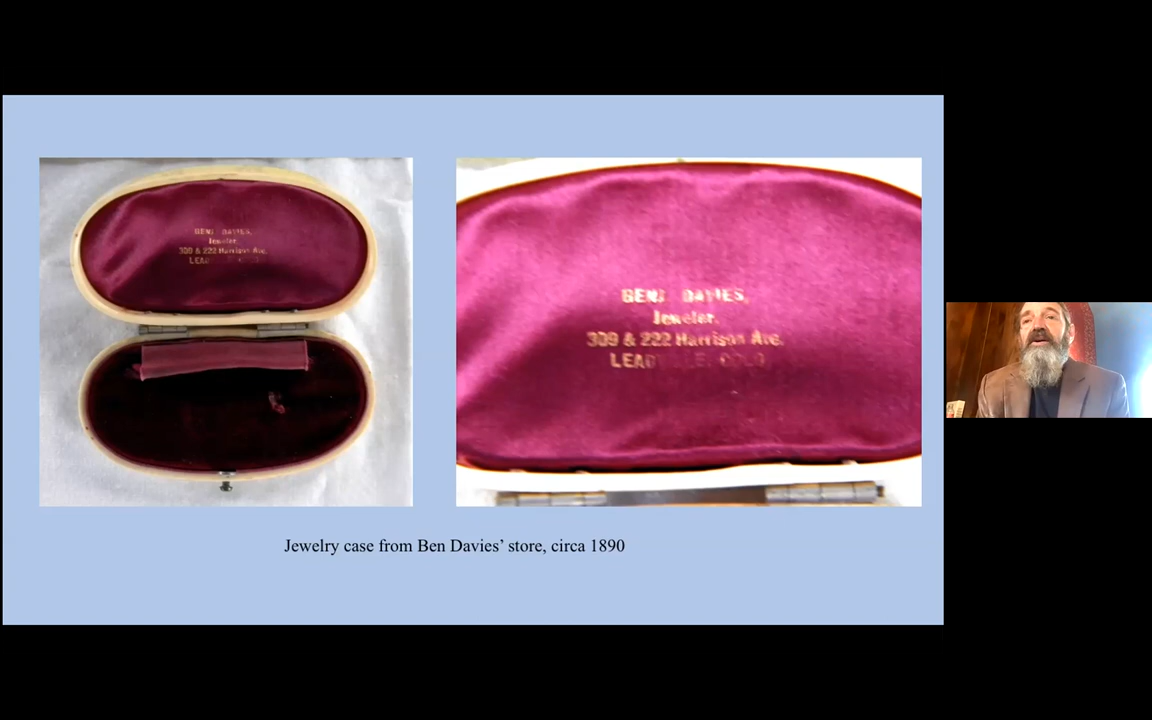 BENJ DAVIES,
Jeweler.
309 & 222 Harrison Ave.
BENJ DAVIES,
Jeweler.
309 & 222 Harrison Ave.
Jewelry case from Ben Davies’ store, circa 1890